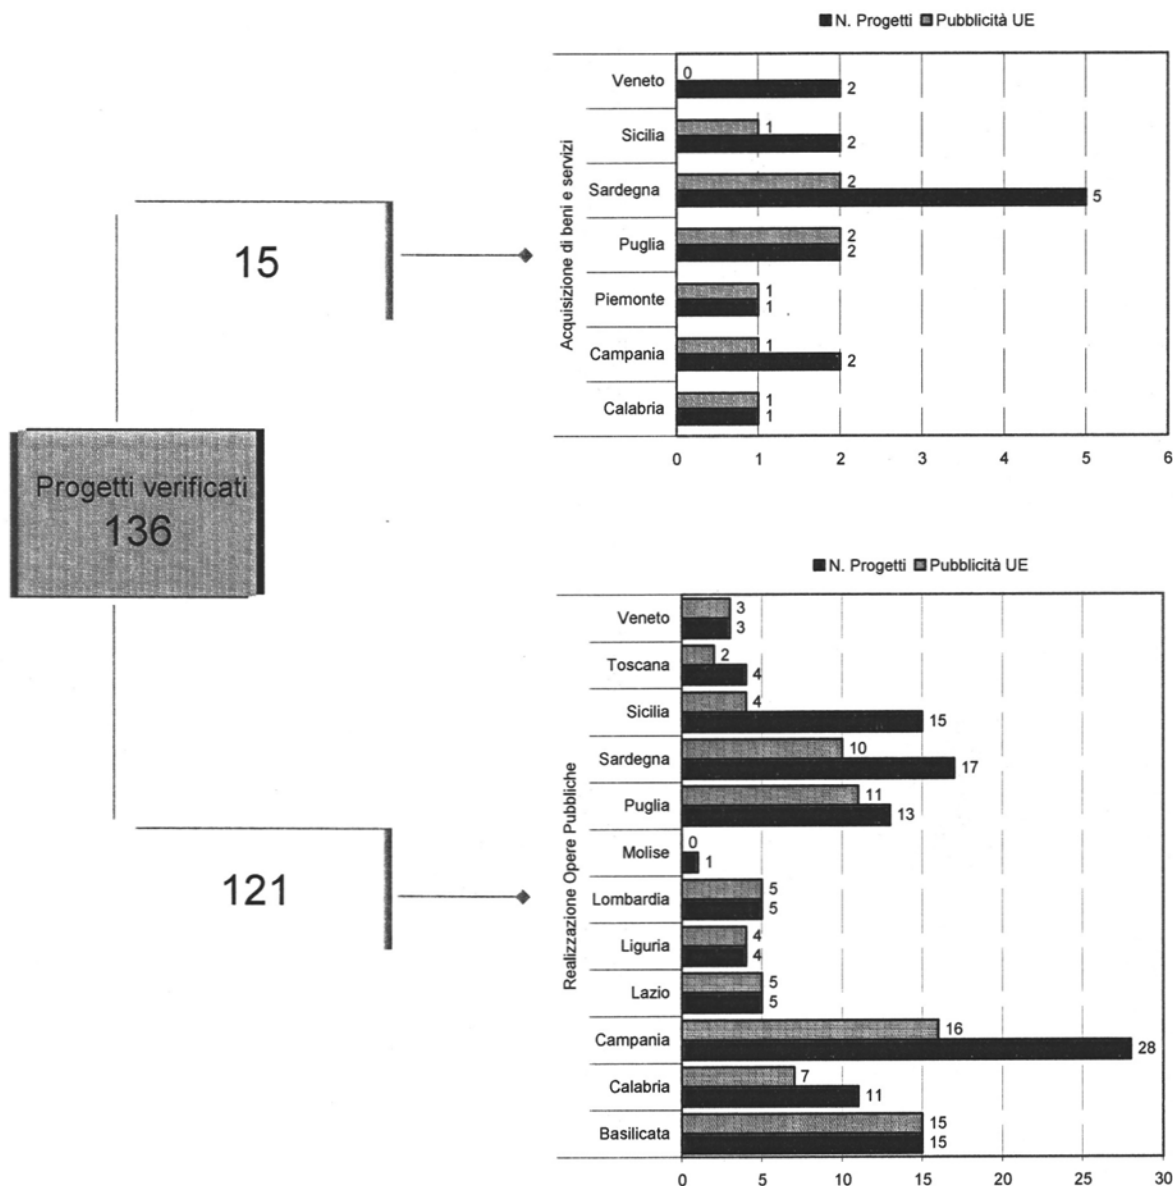 N. Progetti Pubblicità UE
Acquisizione di beni e servizi
Veneto 0 2
Sicilia 1 2
Sardegna 2 5
Puglia 2 2
Piemonte 1 1
Campania 1 2
Calabria 1 1
0 1 2 3 4 5 6
15
Progetti verificati
136
121
N. Progetti Pubblicità UE
Realizzazione Opere Pubbliche
Veneto 3 3
Toscana 2 4
Sicilia 4 15
Sardegna 10 17
Puglia 11 13
Molise 0 1
Lombardia 5 5
Liguria 4 4
Lazio 5 5
Campania 16 28
Calabria 7 11
Basilicata 15 15
0 5 10 15 20 25 30